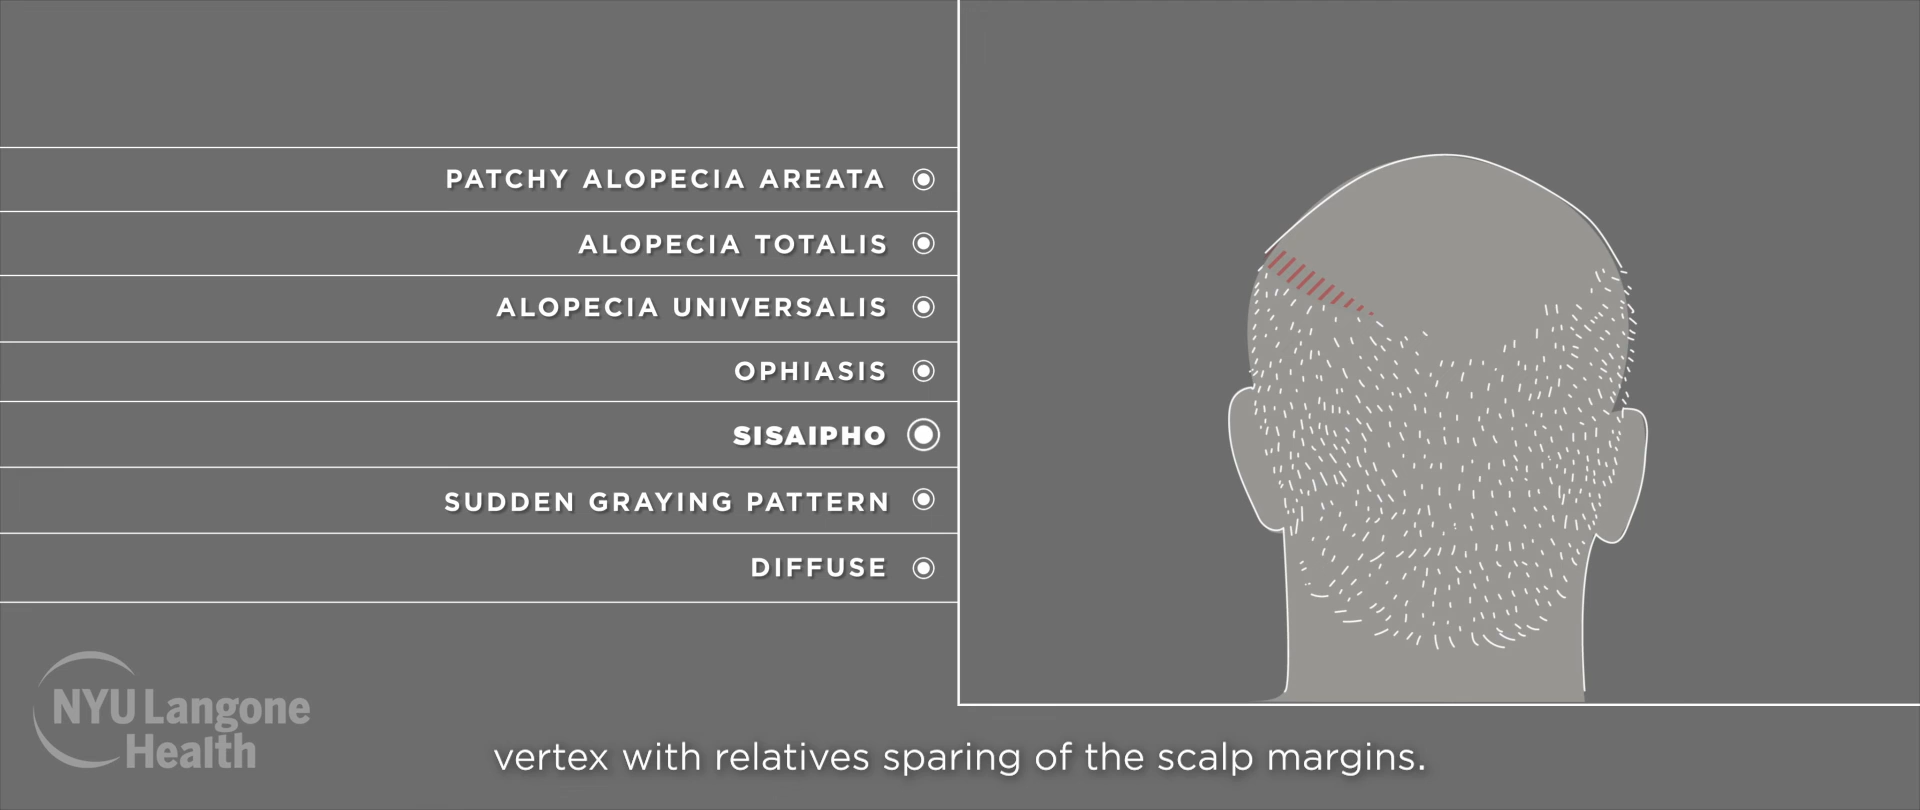 PATCHY ALOPECIA AREATA
ALOPECIA TOTALIS
ALOPECIA UNIVERSALIS
OPHIASIS
SISAIPHO
SUDDEN GRAYING PATTERN
DIFFUSE
NYU Langone
Health
vertex with relatives sparing of the scalp margins.